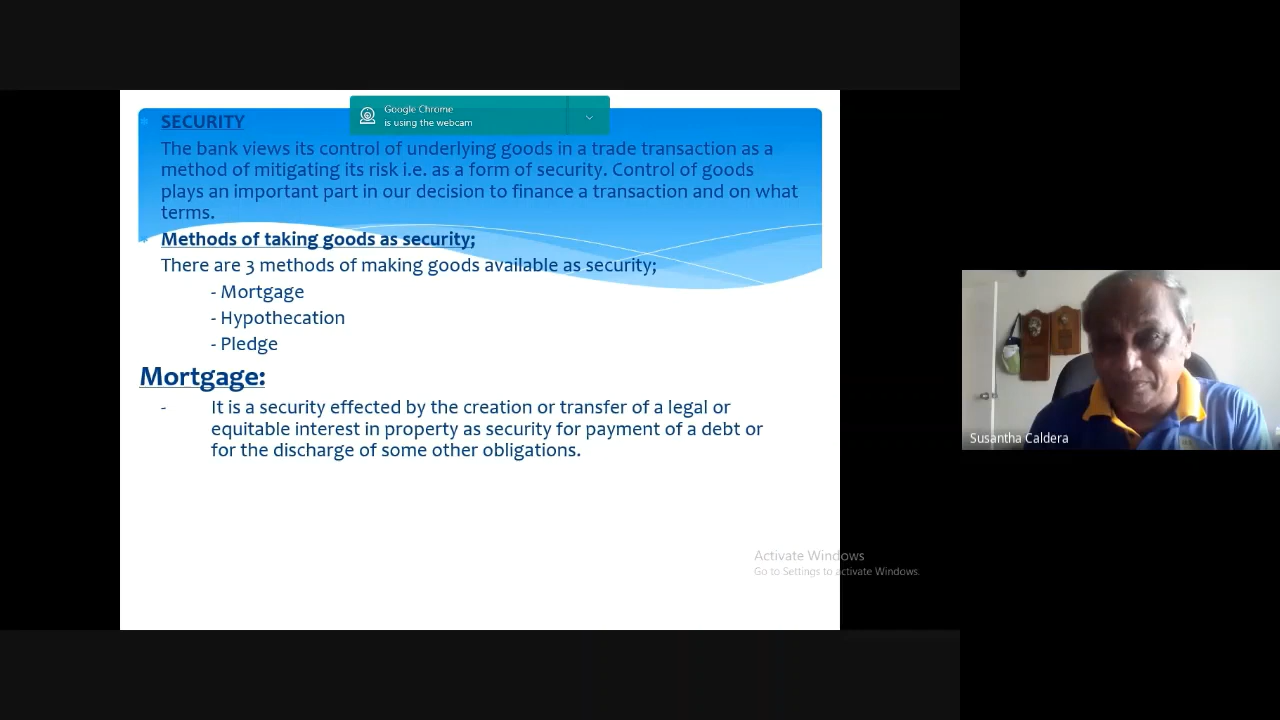 Google Chrome
is using the webcam
* SECURITY
The bank views its control of underlying goods in a trade transaction as a
method of mitigating its risk i.e. as a form of security. Control of goods
plays an important part in our decision to finance a transaction and on what
terms.
* Methods of taking goods as security;
There are 3 methods of making goods available as security;
- Mortgage
- Hypothecation
- Pledge
Mortgage:
- It is a security effected by the creation or transfer of a legal or
equitable interest in property as security for payment of a debt or
for the discharge of some other obligations.
Susantha Caldera
Activate Windows
Go to Settings to activate Windows.